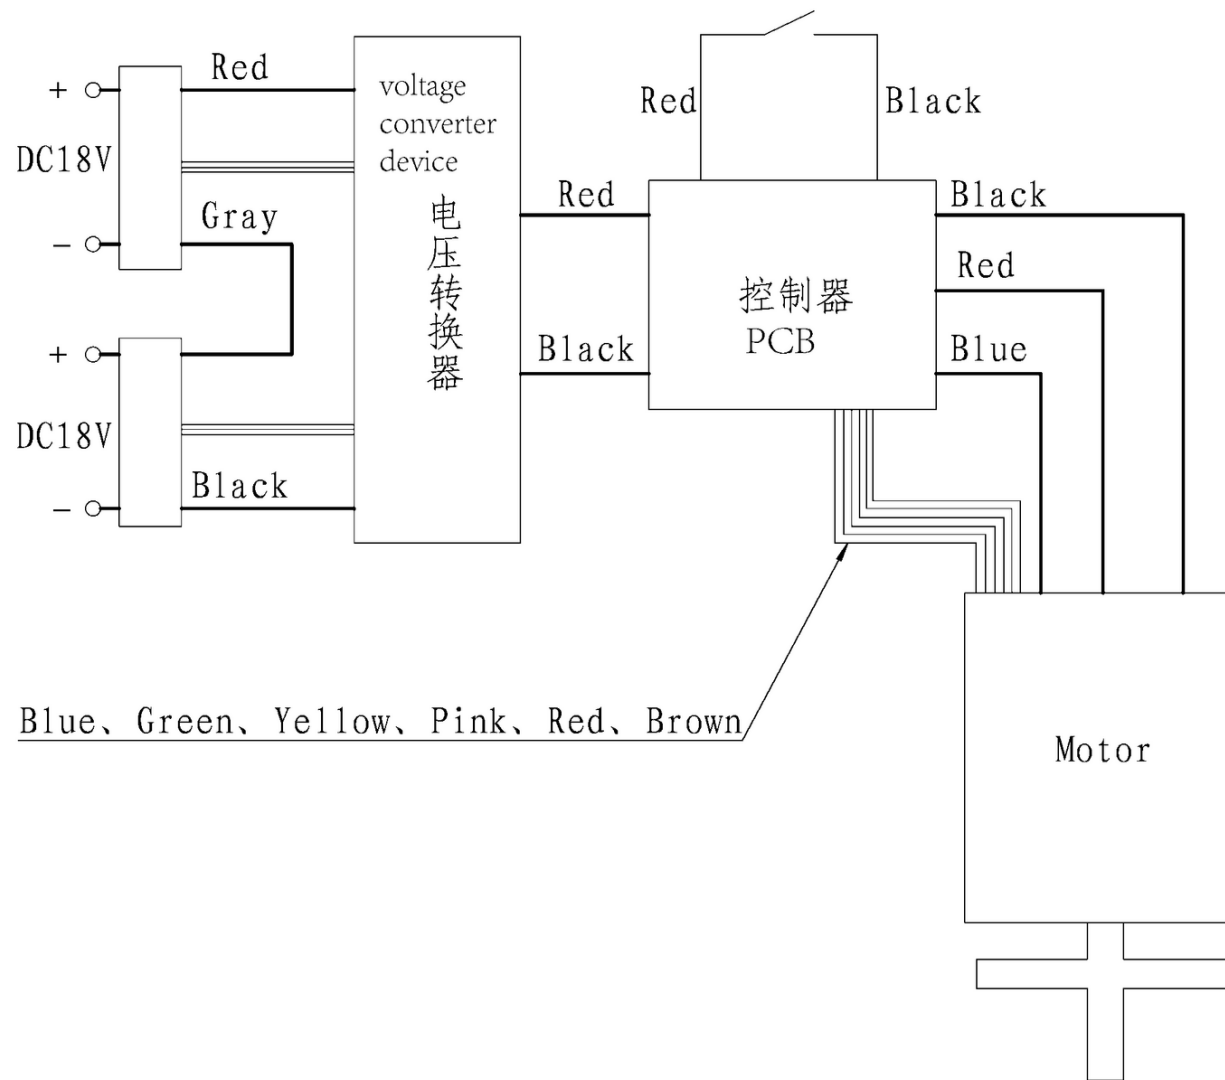 Red
+
DC18V
Gray
−
+
DC18V
Black
−
voltage
converter
device
电压转换器
Red
Black
Red
Black
控制器
PCB
Black
Red
Blue
Blue、Green、Yellow、Pink、Red、Brown
Motor